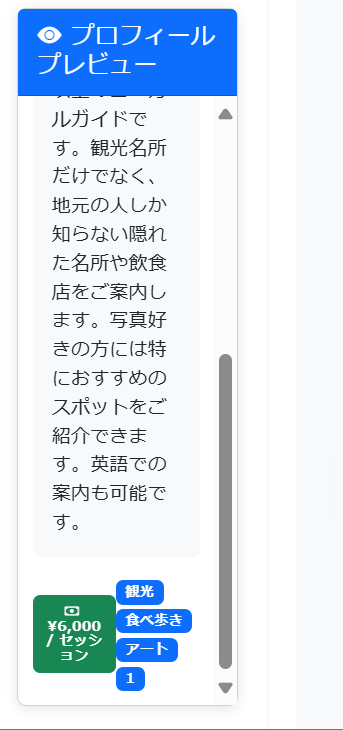 プロフィール
プレビュー
ルガイドで
す。観光名所
だけでなく、
地元の人しか
知らない隠れ
た名所や飲食
店をご案内し
ます。写真好
きの方には特
におすすめの
スポットをご
紹介できま
す。英語での
案内も可能で
す。
¥6,000
/ セッシ
ョン
観光
食べ歩き
アート
1